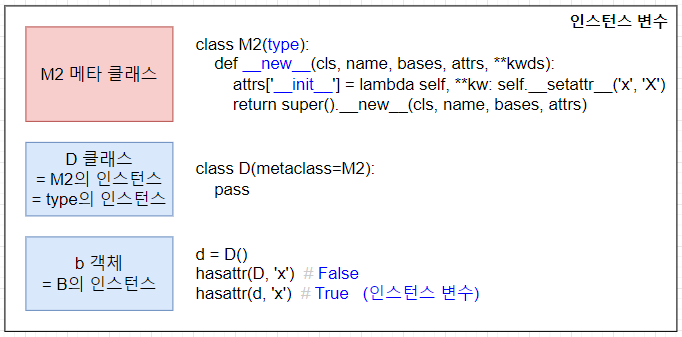 인스턴스 변수
M2 메타 클래스
class M2(type):
def __new__(cls, name, bases, attrs, **kwds):
attrs['__init__'] = lambda self, **kw: self.__setattr__('x', 'X')
return super().__new__(cls, name, bases, attrs)
D 클래스
= M2의 인스턴스
= type의 인스턴스
class D(metaclass=M2):
pass
b 객체
= B의 인스턴스
d = D()
hasattr(D, 'x') # False
hasattr(d, 'x') # True (인스턴스 변수)